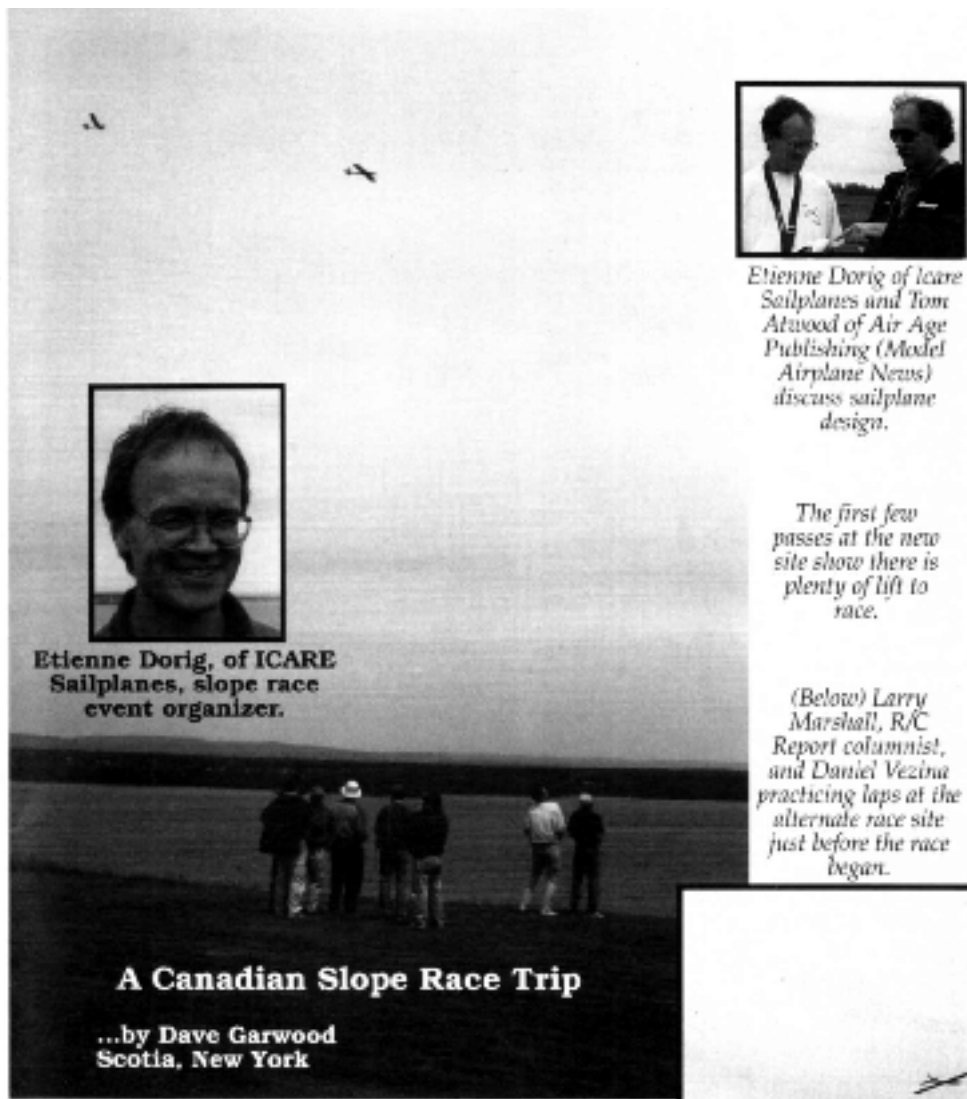 Etienne Dorig of Icare
Sailplanes and Tom
Atwood of Air Age
Publishing (Model
Airplane News)
discuss sailplane
design.
The first few
passes at the new
site show there is
plenty of lift to
race.
Etienne Dorig, of ICARE
Sailplanes, slope race
event organizer.
(Below) Larry
Marshall, R/C
Report columnist,
and Daniel Vezina
practicing laps at the
alternate race site
just before the race
began.
A Canadian Slope Race Trip
...by Dave Garwood
Scotia, New York